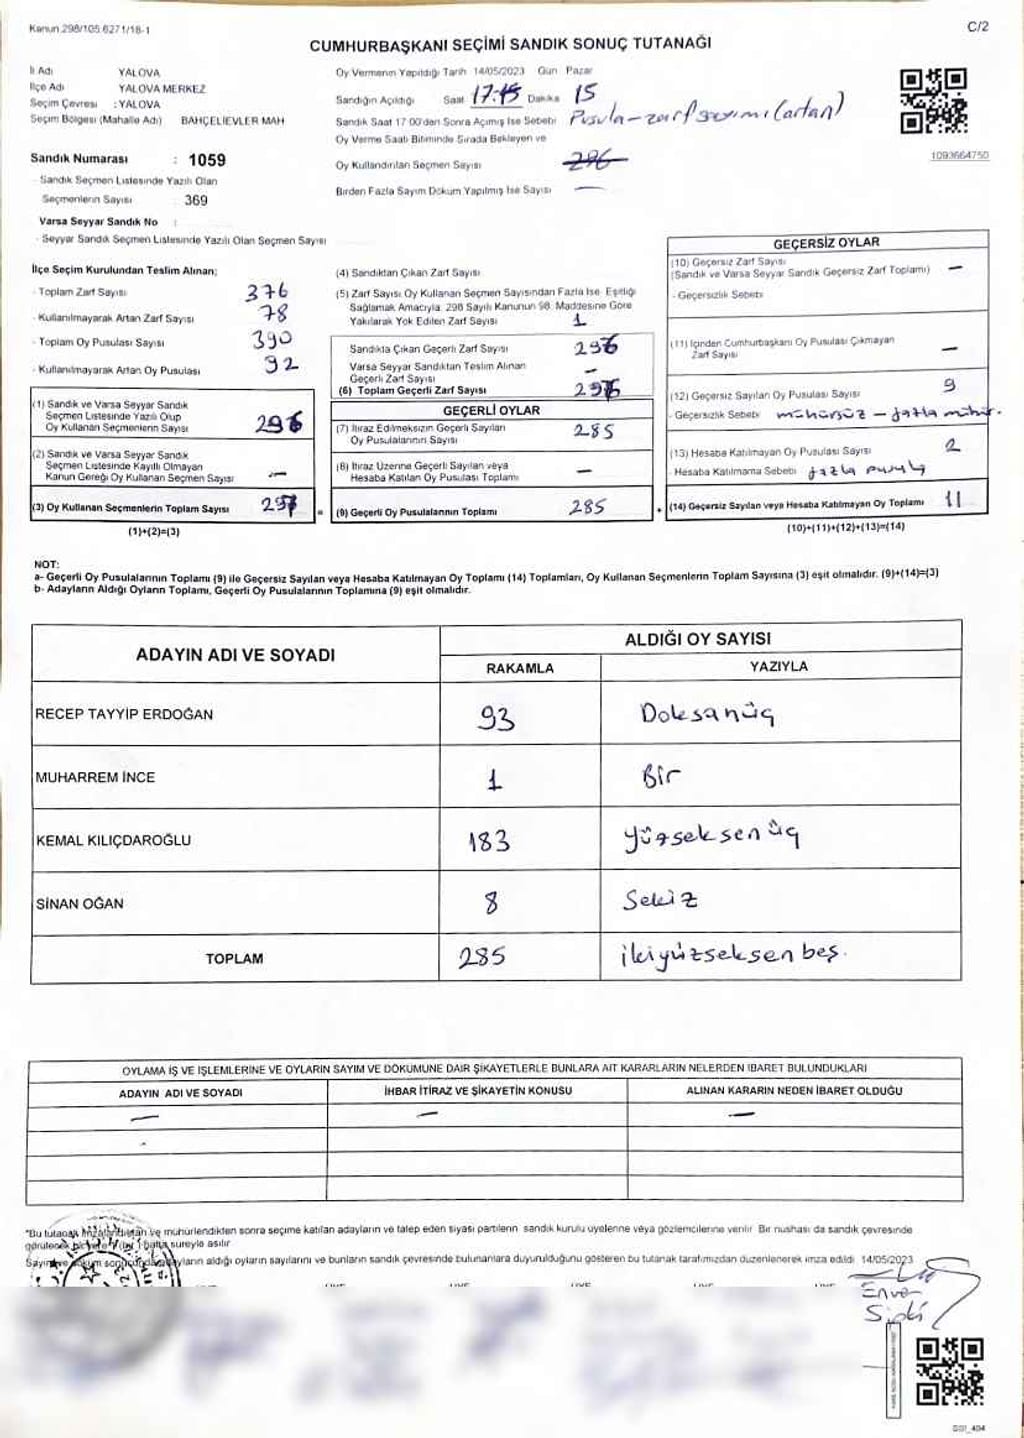 Kanun.298/105.6271/18-1
C/2
CUMHURBAŞKANI SEÇİMİ SANDIK SONUÇ TUTANAĞI
İl Adı YALOVA
İlçe Adı YALOVA MERKEZ
Seçim Çevresi : YALOVA
Seçim Bölgesi (Mahalle Adı) BAHÇELİEVLER MAH
Sandık Numarası : 1059
- Sandık Seçmen Listesinde Yazılı Olan
Seçmenlerin Sayısı 369
Varsa Seyyar Sandık No :
- Seyyar Sandık Seçmen Listesinde Yazılı Olan Seçmen Sayısı
Oy Vermenin Yapıldığı Tarih 14/05/2023 Gün Pazar
Sandığın Açıldığı Saat 17:45 Dakika 15
Sandık Saat 17 00'den Sonra Açımış İse Sebebi Pusula-zarf sayımı (artan)
Oy Verme Saati Bitiminde Sırada Bekleyen ve
Oy Kullandırılan Seçmen Sayısı 296
Birden Fazla Sayım Döküm Yapılmış İse Sayısı —
1093664750
İlçe Seçim Kurulundan Teslim Alınan;
- Toplam Zarf Sayısı 376
- Kullanılmayarak Artan Zarf Sayısı 78
- Toplam Oy Pusulası Sayısı 390
- Kullanılmayarak Artan Oy Pusulası 92
(1) Sandık ve Varsa Seyyar Sandık
Seçmen Listesinde Yazılı Olup
Oy Kullanan Seçmenlerin Sayısı 296
(2) Sandık ve Varsa Seyyar Sandık
Seçmen Listesinde Kayıtlı Olmayan
Kanun Gereği Oy Kullanan Seçmen Sayısı —
(3) Oy Kullanan Seçmenlerin Toplam Sayısı
(1)+(2)=(3)
(4) Sandıktan Çıkan Zarf Sayısı
(5) Zarf Sayısı Oy Kullanan Seçmen Sayısından Fazla İse Eşitliği
Sağlamak Amacıyla, 298 Sayılı Kanunun 98. Maddesine Göre
Yakılarak Yok Edilen Zarf Sayısı 1
Sandıkta Çıkan Geçerli Zarf Sayısı 296
Varsa Seyyar Sandıktan Teslim Alınan
Geçerli Zarf Sayısı —
(6) Toplam Geçerli Zarf Sayısı 296
GEÇERLİ OYLAR
(7) İtiraz Edilmeksizin Geçerli Sayılan
Oy Pusulalarının Sayısı 285
(8) İtiraz Üzerine Geçerli Sayılan veya
Hesaba Katılan Oy Pusulası Toplamı —
= (9) Geçerli Oy Pusulalarının Toplamı 285
GEÇERSİZ OYLAR
(10) Geçersiz Zarf Sayısı —
(Sandık ve Varsa Seyyar Sandık Geçersiz Zarf Toplamı)
- Geçersizlik Sebebi
(11) İçinden Cumhurbaşkanı Oy Pusulası Çıkmayan
Zarf Sayısı —
(12) Geçersiz Sayılan Oy Pusulası Sayısı 9
- Geçersizlik Sebebi mühürsüz - fazla mühür.
(13) Hesaba Katılmayan Oy Pusulası Sayısı 2
- Hesaba Katılmama Sebebi fazla pusula
+ (14) Geçersiz Sayılan veya Hesaba Katılmayan Oy Toplamı 11
(10)+(11)+(12)+(13)=(14)
NOT:
a- Geçerli Oy Pusulalarının Toplamı (9) ile Geçersiz Sayılan veya Hesaba Katılmayan Oy Toplamı (14) Toplamları, Oy Kullanan Seçmenlerin Toplam Sayısına (3) eşit olmalıdır. (9)+(14)=(3)
b- Adayların Aldığı Oyların Toplamı, Geçerli Oy Pusulalarının Toplamına (9) eşit olmalıdır.
ADAYIN ADI VE SOYADI ALDIĞI OY SAYISI
RAKAMLA YAZIYLA
RECEP TAYYİP ERDOĞAN 93 Doksanüç
MUHARREM İNCE 1 Bir
KEMAL KILIÇDAROĞLU 183 yüzseksenüç
SİNAN OĞAN 8 Sekiz
TOPLAM 285 ikiyüzseksenbeş.
OYLAMA İŞ VE İŞLEMLERİNE VE OYLARIN SAYIM VE DÖKÜMÜNE DAİR ŞİKAYETLERLE BUNLARA AİT KARARLARIN NELERDEN İBARET BULUNDUKLARI
ADAYIN ADI VE SOYADI İHBAR İTİRAZ VE ŞİKAYETİN KONUSU ALINAN KARARIN NEDEN İBARET OLDUĞU
— — —
*Bu tutanak imzalandıktan ve mühürlendikten sonra seçime katılan adayların ve talep eden siyasi partilerin sandık kurulu üyelerine veya gözlemcilerine verilir. Bir nüshası da sandık çevresinde
görülecek bir yere (bir) hafta süreyle asılır
Sayım ve döküm sonucunda adayların aldığı oyların sayılarını ve bunların sandık çevresinde bulunanlara duyurulduğunu gösteren bu tutanak tarafımızdan düzenlenerek imza edildi 14/05/2023
Enver